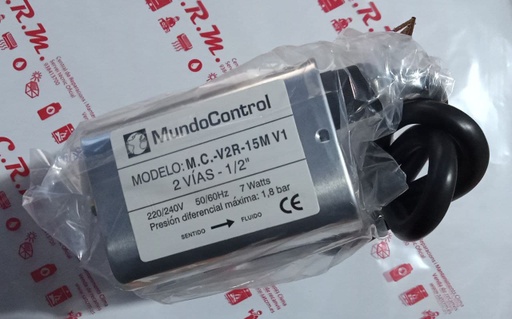 MundoControl
MODELO: M.C.-V2R-15M V1
2 VÍAS - 1/2"
220/240V 50/60Hz 7 Watts
Presión diferencial máxima: 1,8 bar
SENTIDO → FLUIDO
CE
C.R.M.